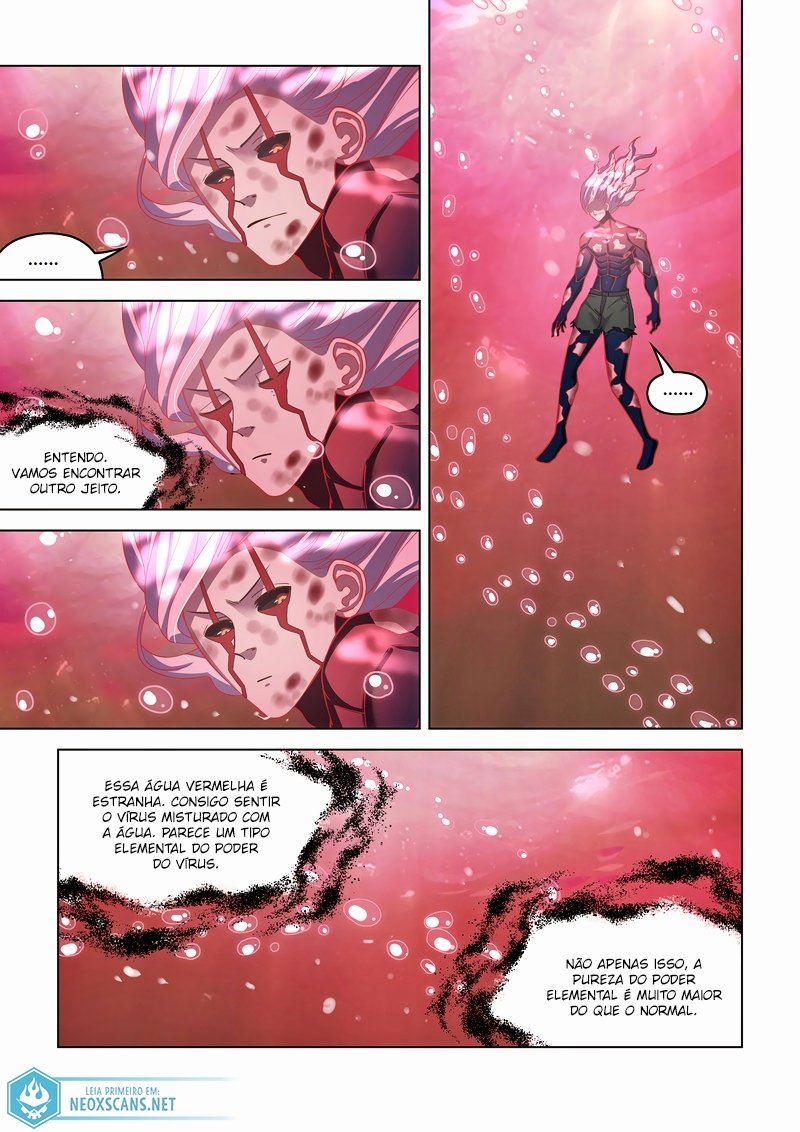 ......
......
ENTENDO.
VAMOS ENCONTRAR
OUTRO JEITO.
ESSA ÁGUA VERMELHA É
ESTRANHA. CONSIGO SENTIR
O VÍRUS MISTURADO COM
A ÁGUA. PARECE UM TIPO
ELEMENTAL DO PODER
DO VÍRUS.
NÃO APENAS ISSO, A
PUREZA DO PODER
ELEMENTAL É MUITO MAIOR
DO QUE O NORMAL.
LEIA PRIMEIRO EM:
NEOXSCANS.NET